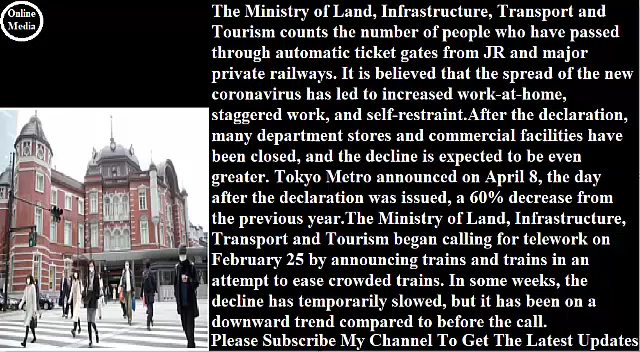 Online
Media
The Ministry of Land, Infrastructure, Transport and
Tourism counts the number of people who have passed
through automatic ticket gates from JR and major
private railways. It is believed that the spread of the new
coronavirus has led to increased work-at-home,
staggered work, and self-restraint.After the declaration,
many department stores and commercial facilities have
been closed, and the decline is expected to be even
greater. Tokyo Metro announced on April 8, the day
after the declaration was issued, a 60% decrease from
the previous year.The Ministry of Land, Infrastructure,
Transport and Tourism began calling for telework on
February 25 by announcing trains and trains in an
attempt to ease crowded trains. In some weeks, the
decline has temporarily slowed, but it has been on a
downward trend compared to before the call.
Please Subscribe My Channel To Get The Latest Updates